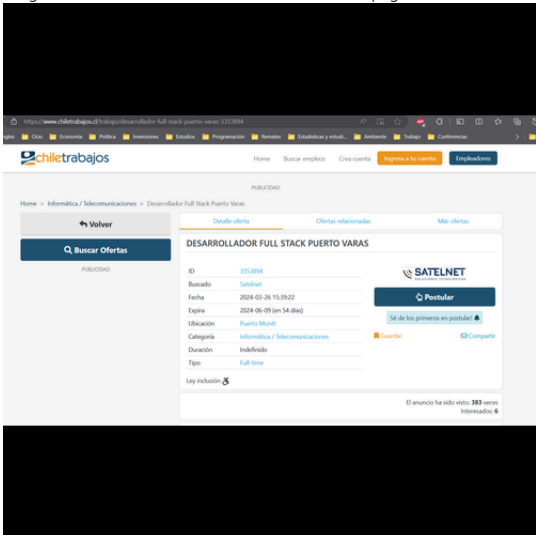 https://www.chiletrabajos.cl/trabajo/desarrollador-full-stack-puerto-varas-3353894
Ocio Economía Política Inversiones Estudios Programación Remates Estadísticas y estudi... Ambiente Trabajo Conferencias
chiletrabajos
Home Buscar empleos Crea cuenta Ingresa a tu cuenta Empleadores
PUBLICIDAD
Home > Informática / Telecomunicaciones > Desarrollador Full Stack Puerto Varas
Volver
Buscar Ofertas
PUBLICIDAD
Detalle oferta Ofertas relacionadas Más ofertas
DESARROLLADOR FULL STACK PUERTO VARAS
ID 3353894
Buscado Satelnet
Fecha 2024-03-26 15:39:22
Expira 2024-06-09 (en 54 días)
Ubicación Puerto Montt
Categoría Informática / Telecomunicaciones
Duración Indefinido
Tipo Full-time
Ley inclusión
SATELNET
SOLUCIONES TECNOLÓGICAS
Postular
Sé de los primeros en postular!
Guardar Compartir
El anuncio ha sido visto: 383 veces
Interesados: 6